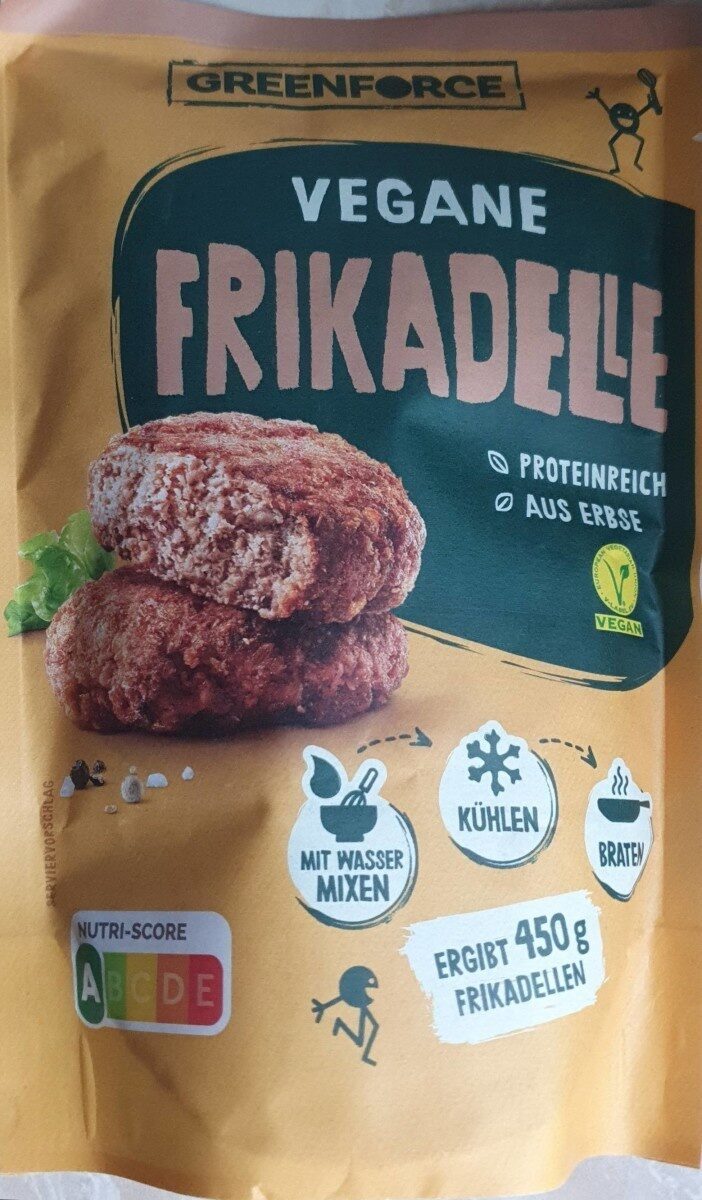 GREENFORCE
VEGANE
FRIKADELLE
PROTEINREICH
AUS ERBSE
VEGAN
SERVIERVORSCHLAG
MIT WASSER
MIXEN
KÜHLEN
BRATEN
NUTRI-SCORE
A B C D E
ERGIBT 450 g
FRIKADELLEN